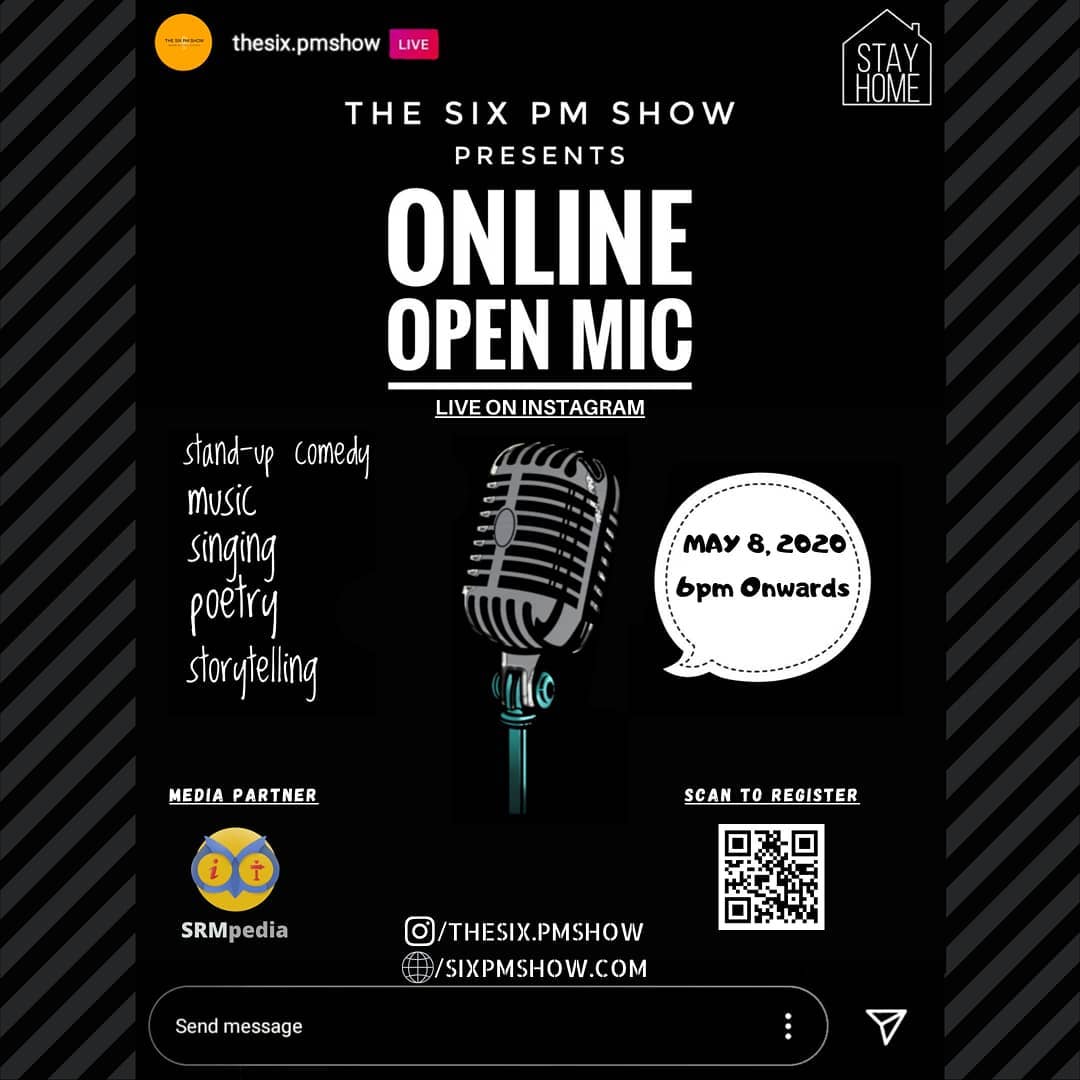 thesix.pmshow LIVE
STAY
HOME
THE SIX PM SHOW
PRESENTS
ONLINE
OPEN MIC
LIVE ON INSTAGRAM
stand-up comedy
music
singing
poetry
storytelling
MAY 8, 2020
6pm Onwards
MEDIA PARTNER
i
SRMpedia
SCAN TO REGISTER
/THESIX.PMSHOW
/SIXPMSHOW.COM
Send message